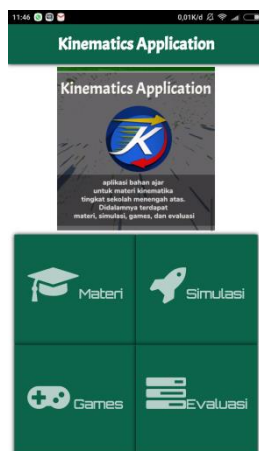 11:46 0,01K/d
Kinematics Application
Kinematics Application
K
aplikasi bahan ajar
untuk materi kinematika
tingkat sekolah menengah atas.
Didalamnya terdapat
materi, simulasi, games, dan evaluasi
Materi
Simulasi
Games
Evaluasi